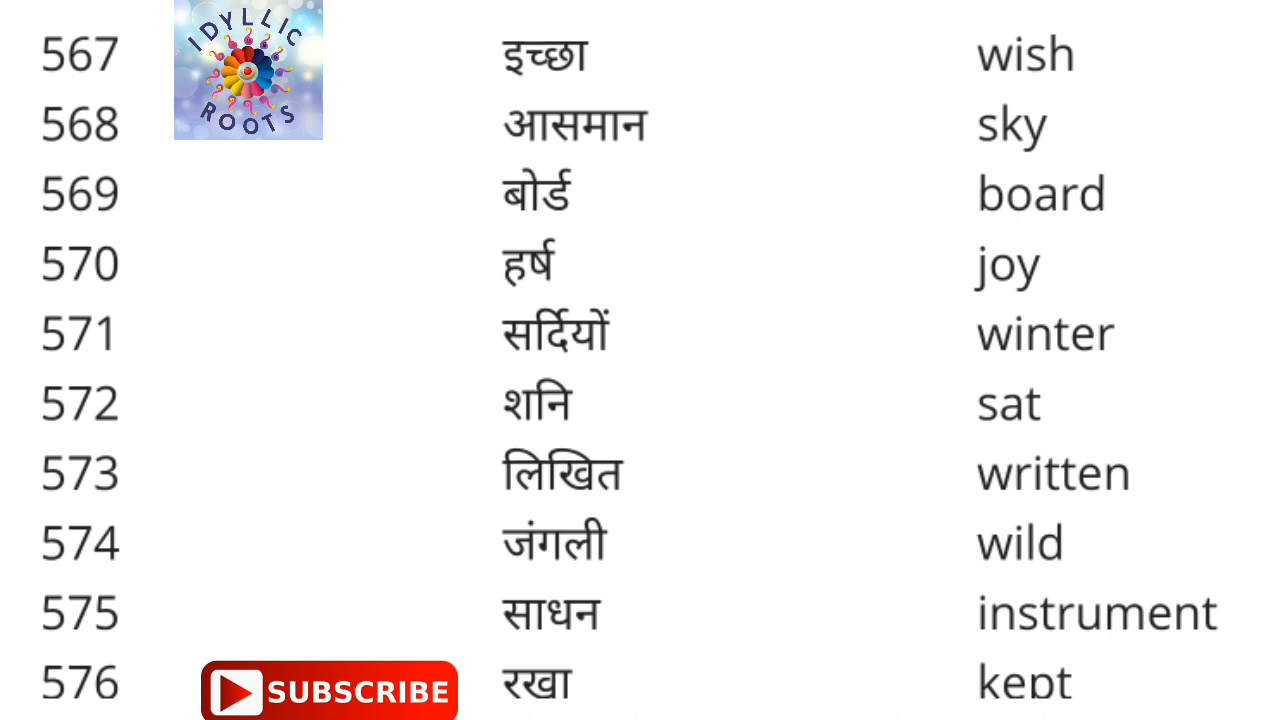 567 इच्छा wish
568 आसमान sky
569 बोर्ड board
570 हर्ष joy
571 सर्दियों winter
572 शनि sat
573 लिखित written
574 जंगली wild
575 साधन instrument
576 रखा kept
IDYLLIC ROOTS
SUBSCRIBE